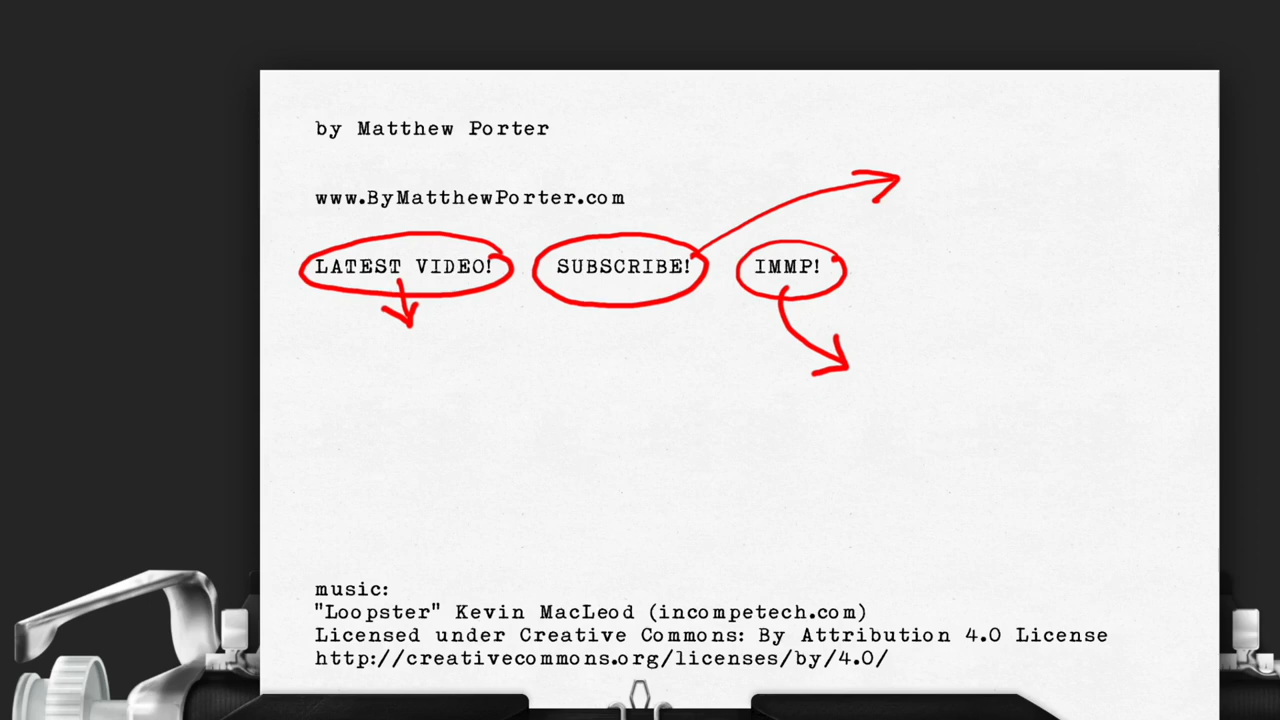 by Matthew Porter
www.ByMatthewPorter.com
LATEST VIDEO! SUBSCRIBE! IMMP!
music:
"Loopster" Kevin MacLeod (incompetech.com)
Licensed under Creative Commons: By Attribution 4.0 License
http://creativecommons.org/licenses/by/4.0/